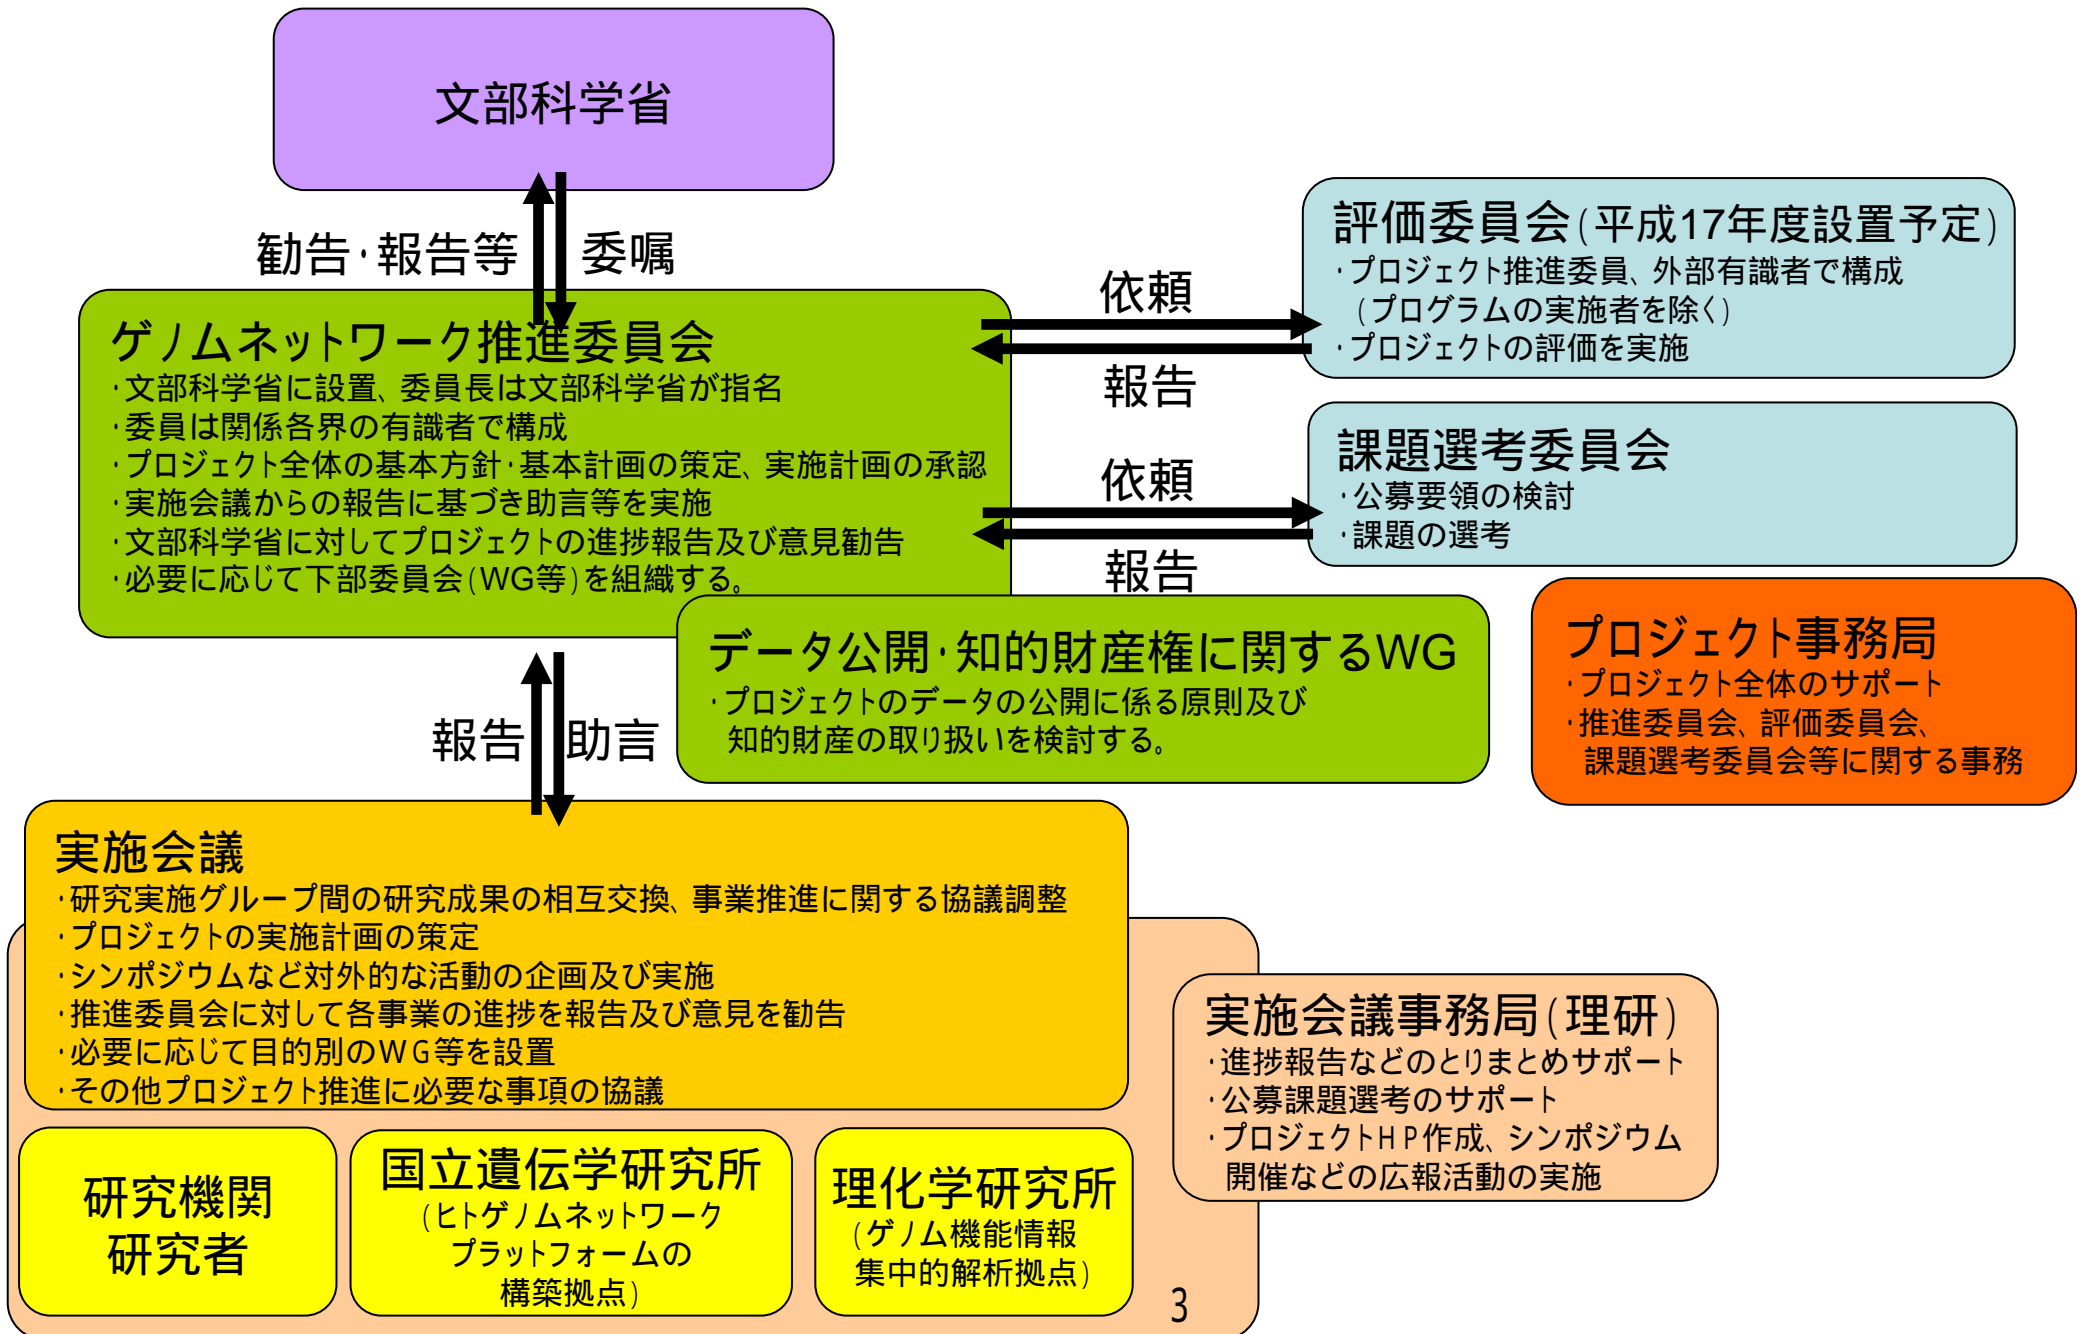 文部科学省
勧告・報告等
委嘱
ゲノムネットワーク推進委員会
・文部科学省に設置、委員長は文部科学省が指名
・委員は関係各界の有識者で構成
・プロジェクト全体の基本方針・基本計画の策定、実施計画の承認
・実施会議からの報告に基づき助言等を実施
・文部科学省に対してプロジェクトの進捗報告及び意見勧告
・必要に応じて下部委員会(WG等)を組織する。
依頼
報告
評価委員会(平成17年度設置予定)
・プロジェクト推進委員、外部有識者で構成
(プログラムの実施者を除く)
・プロジェクトの評価を実施
依頼
報告
課題選考委員会
・公募要領の検討
・課題の選考
データ公開・知的財産権に関するWG
・プロジェクトのデータの公開に係る原則及び
知的財産の取り扱いを検討する。
プロジェクト事務局
・プロジェクト全体のサポート
・推進委員会、評価委員会、
課題選考委員会等に関する事務
報告
助言
実施会議
・研究実施グループ間の研究成果の相互交換、事業推進に関する協議調整
・プロジェクトの実施計画の策定
・シンポジウムなど対外的な活動の企画及び実施
・推進委員会に対して各事業の進捗を報告及び意見を勧告
・必要に応じて目的別のWG等を設置
・その他プロジェクト推進に必要な事項の協議
実施会議事務局(理研)
・進捗報告などのとりまとめサポート
・公募課題選考のサポート
・プロジェクトHP作成、シンポジウム
開催などの広報活動の実施
研究機関
研究者
国立遺伝学研究所
(ヒトゲノムネットワーク
プラットフォームの
構築拠点)
理化学研究所
(ゲノム機能情報
集中的解析拠点)
3